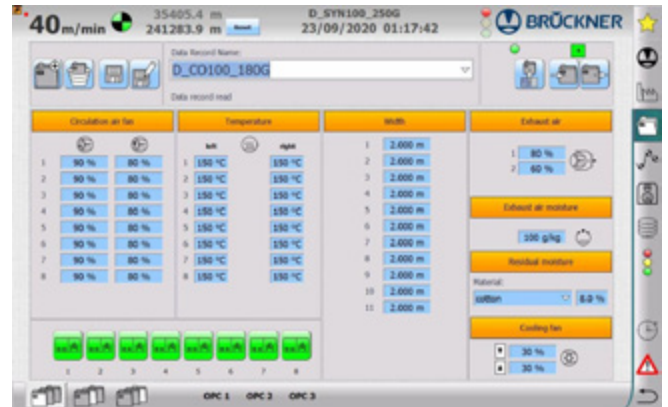 40 m/min
35405.4 m
241283.9 m
D_SYN100_250G
23/09/2020 01:17:42
BRÜCKNER
Data Record Name:
D_CO100_180G
Data record read
Circulation air fan
Temperature
Width
Exhaust air
left right
1 90 % 80 % 1 150 °C 150 °C 1 2.000 m
2 90 % 80 % 2 150 °C 150 °C 2 2.000 m
3 90 % 80 % 3 150 °C 150 °C 3 2.000 m
4 90 % 80 % 4 150 °C 150 °C 4 2.000 m
5 90 % 80 % 5 150 °C 150 °C 5 2.000 m
6 90 % 80 % 6 150 °C 150 °C 6 2.000 m
7 90 % 80 % 7 150 °C 150 °C 7 2.000 m
8 90 % 80 % 8 150 °C 150 °C 8 2.000 m
9 2.000 m
10 2.000 m
11 2.000 m
1 80 %
2 60 %
Exhaust air moisture
100 g/kg
Residual moisture
Material:
cotton 8.0 %
Cooling fan
30 %
30 %
1 2 3 4 5 6 7 8
OPC 1 OPC 2 OPC 3